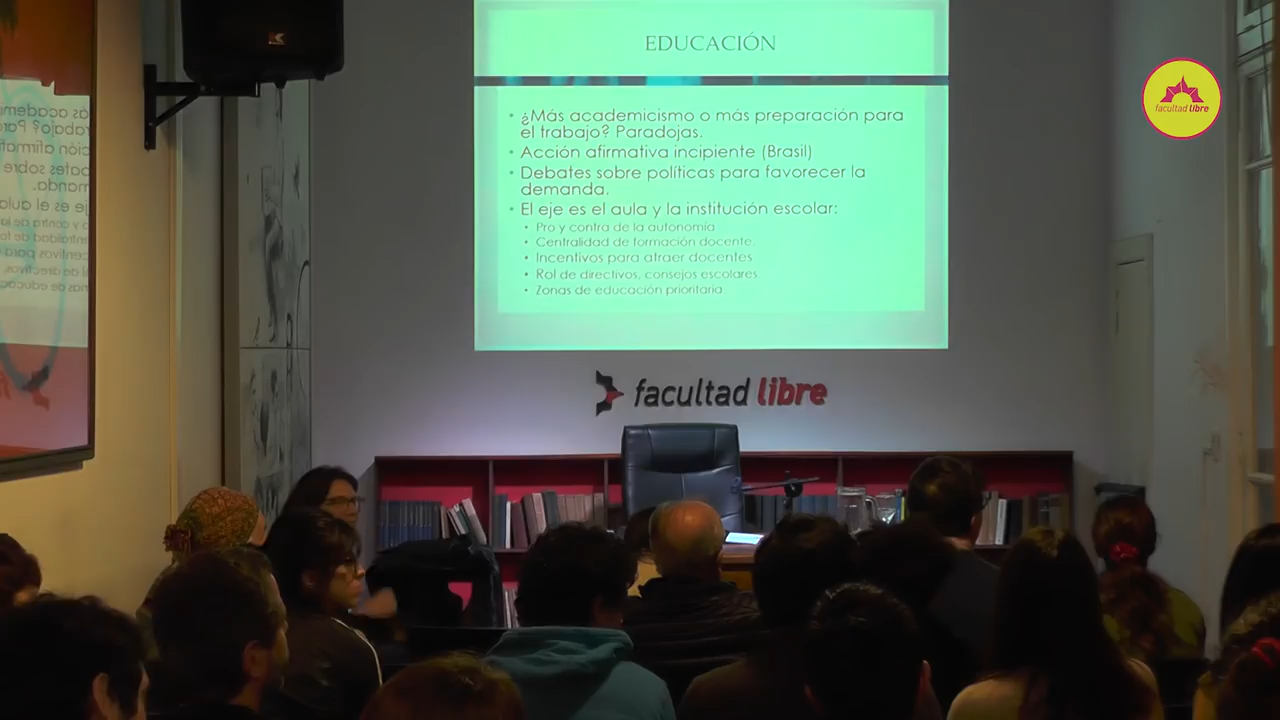 EDUCACIÓN
¿Más academicismo o más preparación para
el trabajo? Paradojas.
Acción afirmativa incipiente (Brasil)
Debates sobre políticas para favorecer la
demanda.
El eje es el aula y la institución escolar:
Pro y contra de la autonomía
Centralidad de formación docente.
Incentivos para atraer docentes
Rol de directivos, consejos escolares.
Zonas de educación prioritaria.
facultad libre
facultad libre